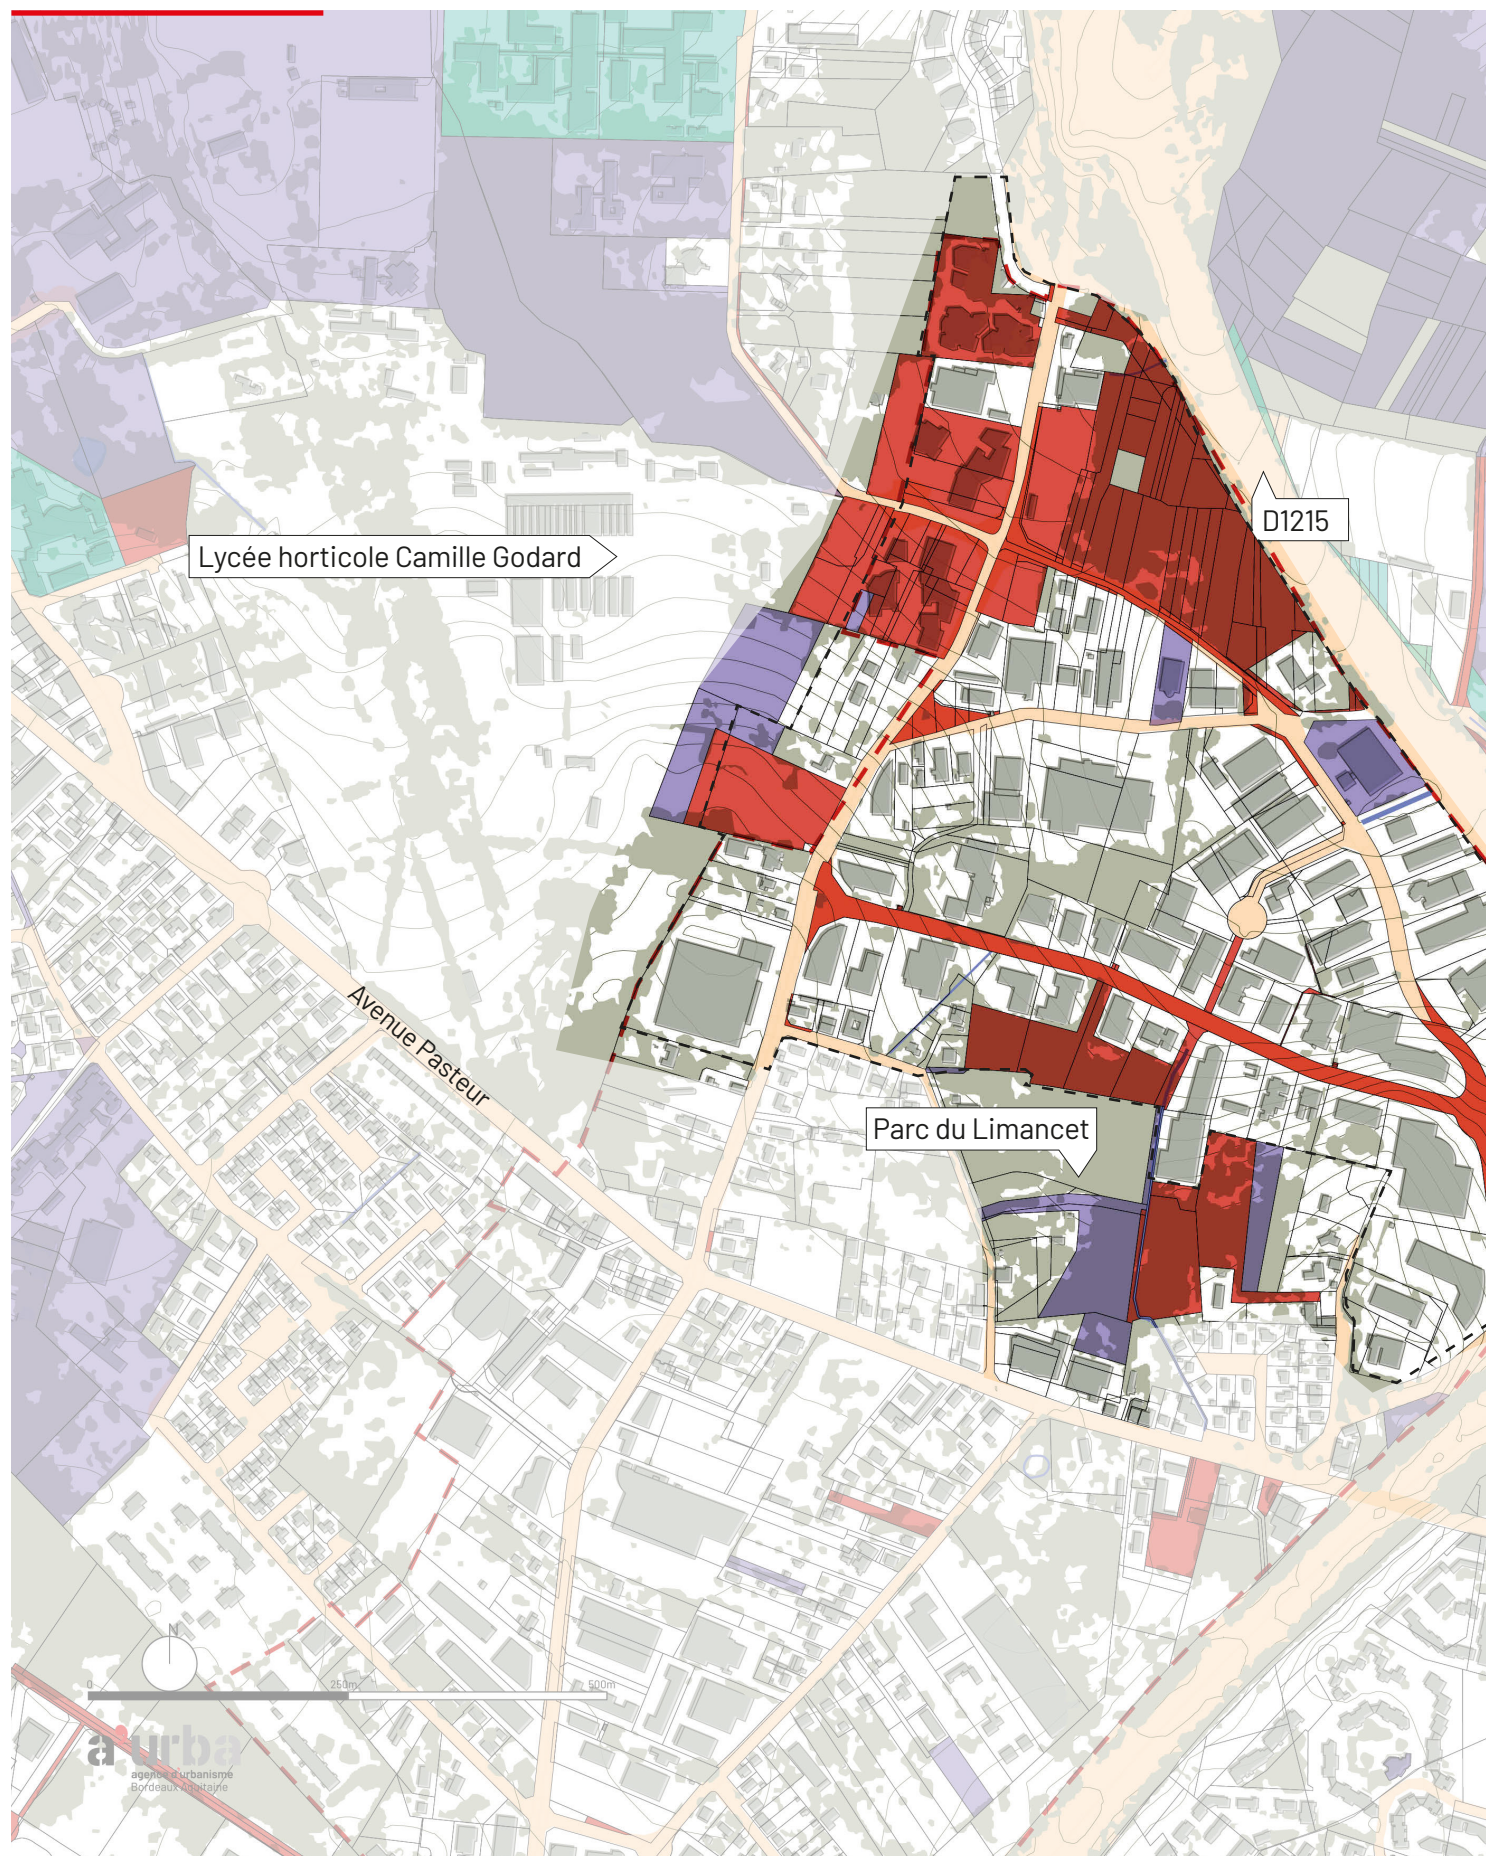 D1215
Lycée horticole Camille Godard
Avenue Pasteur
Parc du Limancet
N
0 250m 500m
a'urba
agence d'urbanisme
Bordeaux Aquitaine